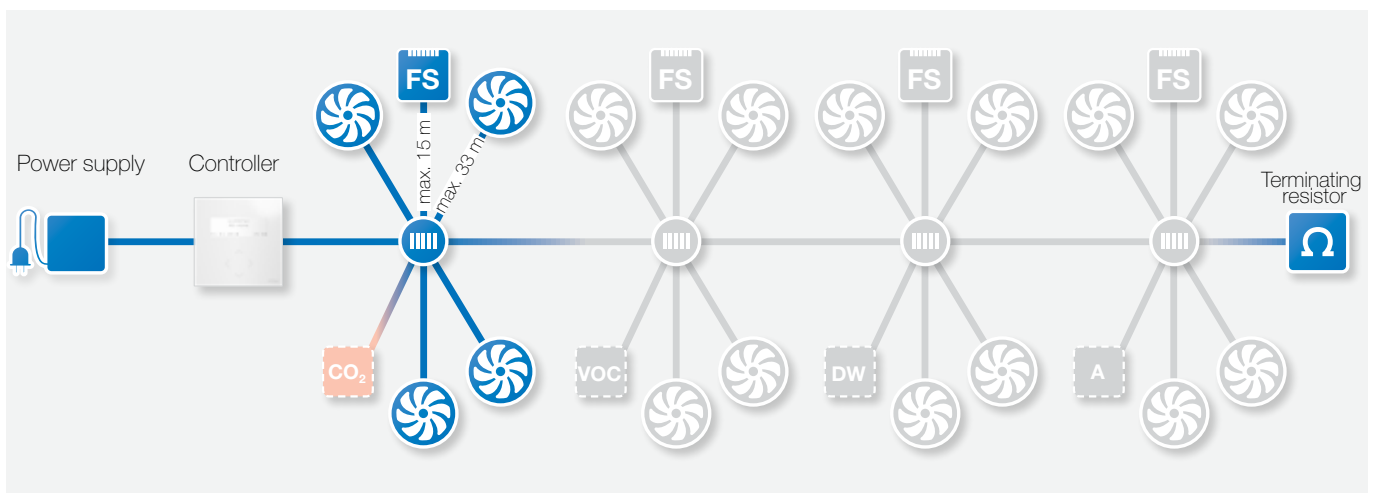 FS
FS
FS
FS
max. 15 m
max. 33 m
Power supply
Controller
Terminating
resistor
Ω
CO₂
VOC
DW
A